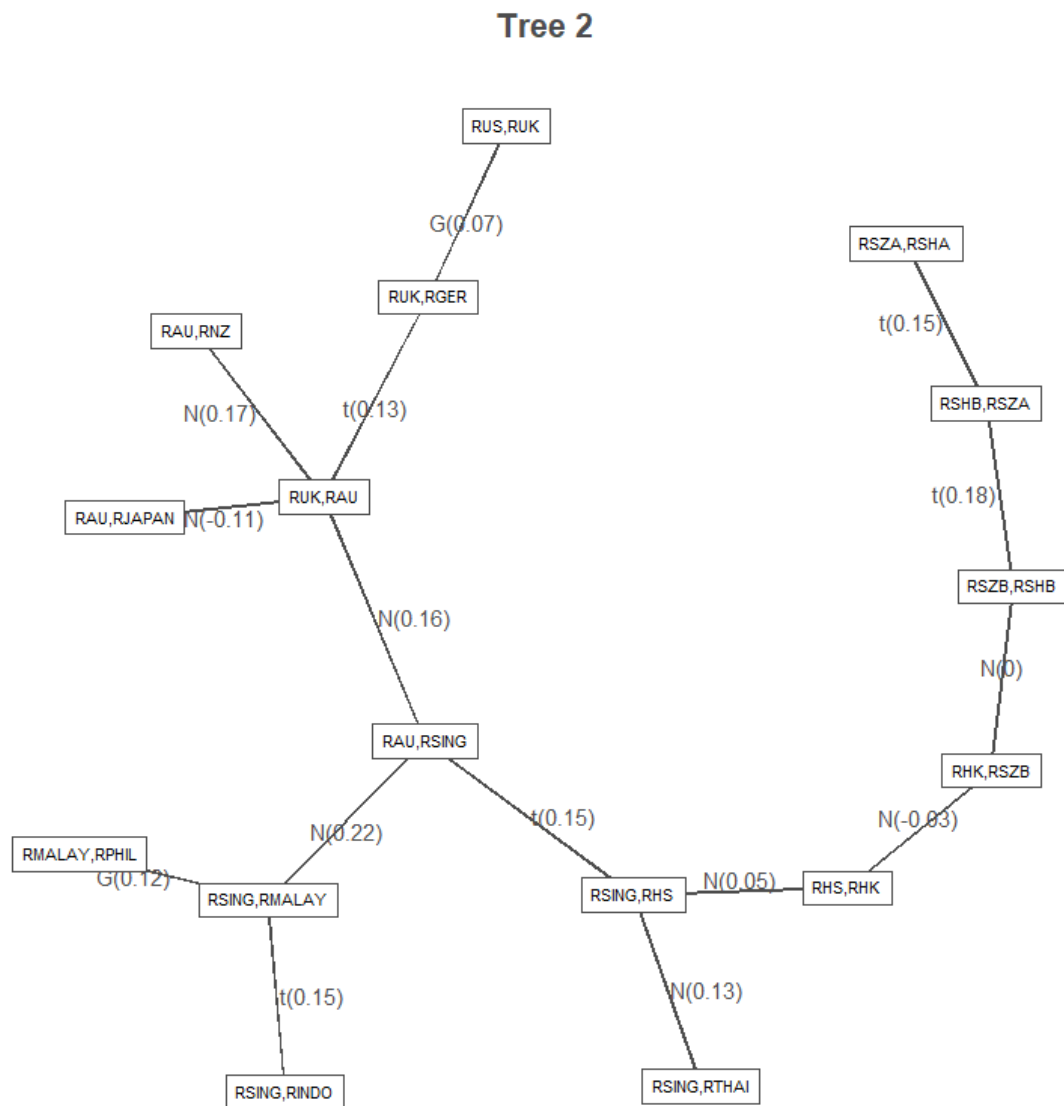 Tree 2
RUS,RUK
G(0.07)
RSZA,RSHA
UK,RGER
RAU,RNZ
t(0.15)
RSHB,RSZA
N(0.17)
t(0.13)
RUK,RAU
t(0.18)
RAU,RJAPAN
N(-0.11)
RSZB,RSHB
N(0.16)
N(0)
RAU,RSING
RHK,RSZB
t(0.15)
N(-0.03)
N(0.22)
RMALAY,RPHIL
G(0.12)
N(0.05)
RHS,RHK
RSING,RMALAY
RSING,RHS
t(0.15)
N(0.13)
RSING,RTHAI
RSING,RINDO